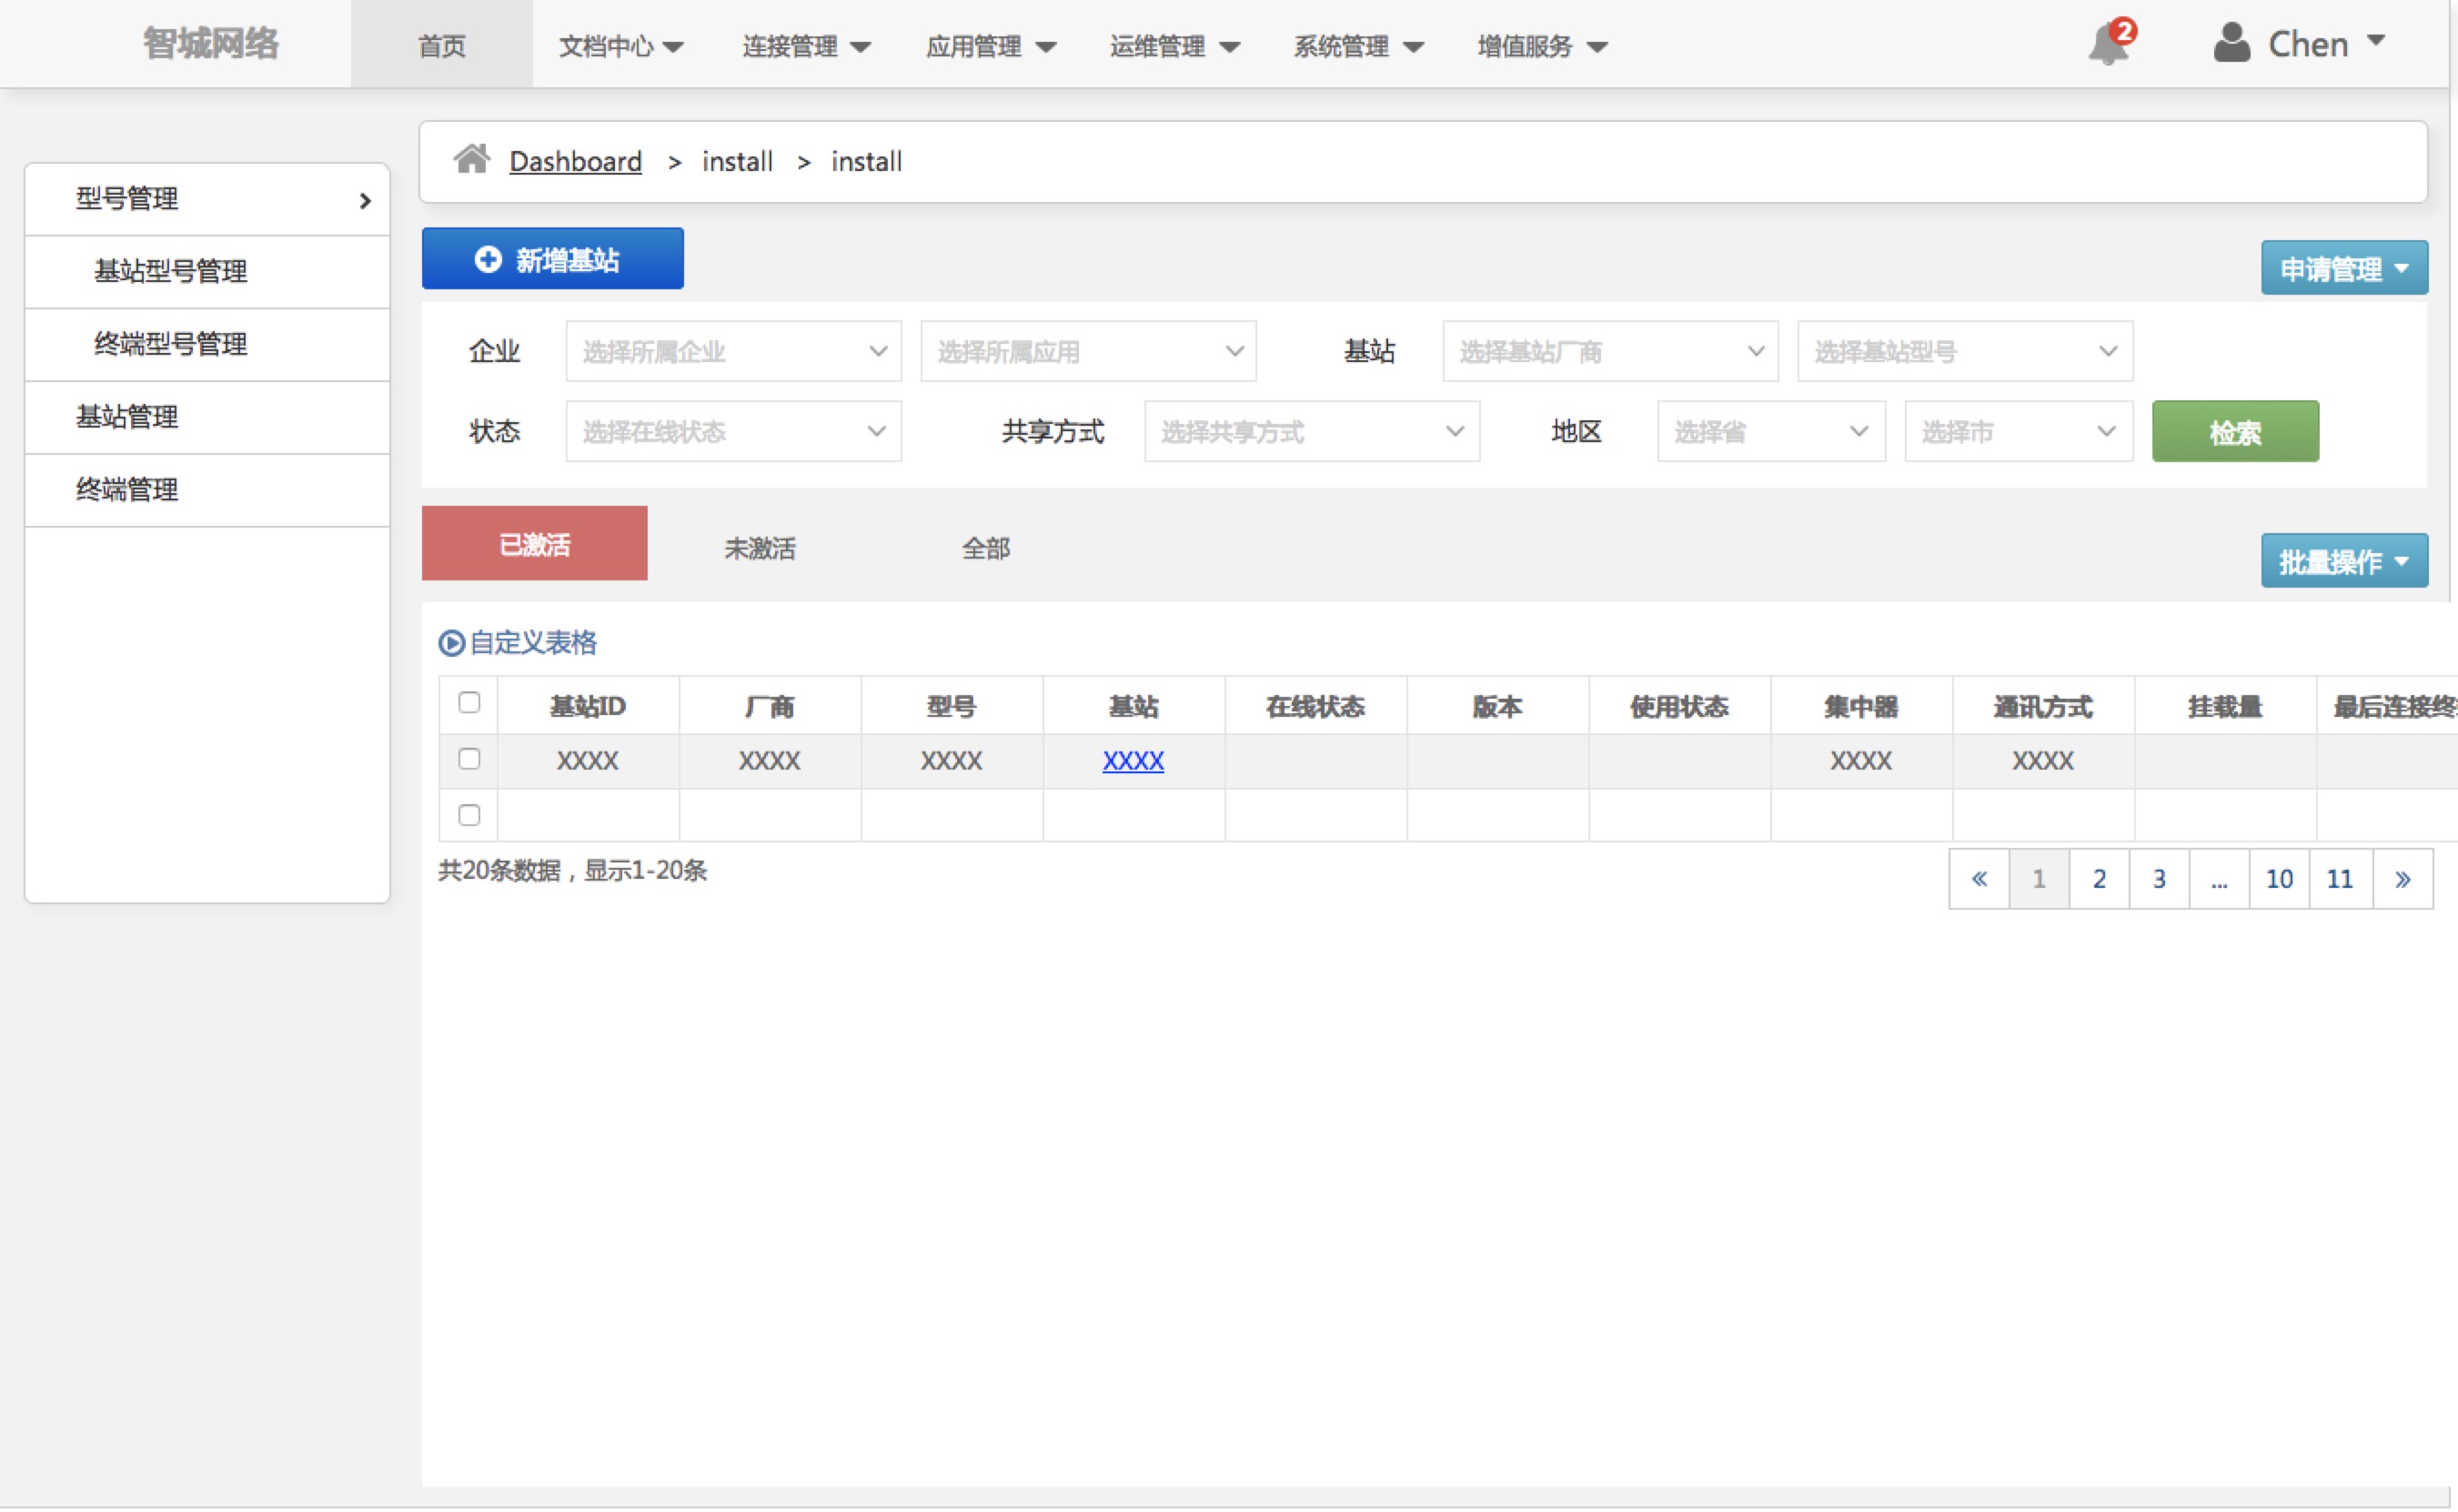 智城网络 首页 文档中心 连接管理 应用管理 运维管理 系统管理 增值服务 2 Chen
Dashboard > install > install
型号管理
基站型号管理
终端型号管理
基站管理
终端管理
新增基站 申请管理
企业 选择所属企业 选择所属应用 基站 选择基站厂商 选择基站型号
状态 选择在线状态 共享方式 选择共享方式 地区 选择省 选择市 检索
已激活 未激活 全部 批量操作
自定义表格
基站ID 厂商 型号 基站 在线状态 版本 使用状态 集中器 通讯方式 挂载量 最后连接终
XXXX XXXX XXXX XXXX XXXX XXXX
共20条数据，显示1-20条
« 1 2 3 ... 10 11 »